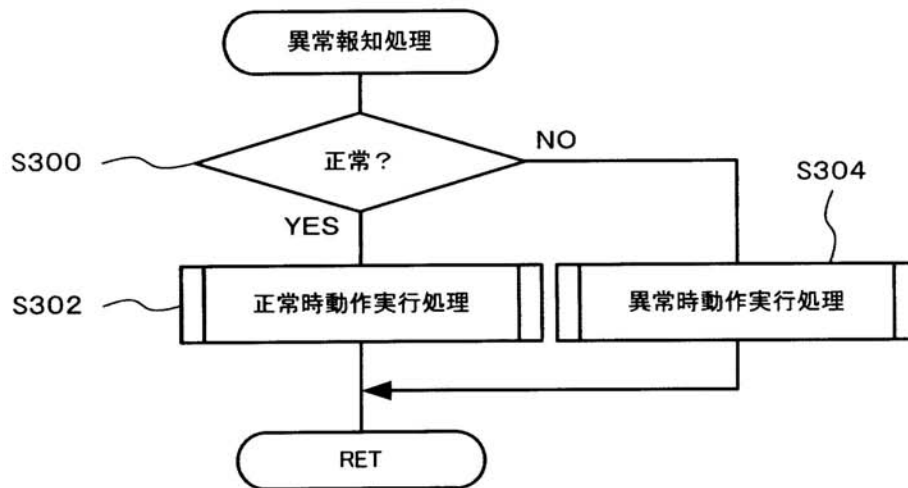 異常報知処理
S300
正常？
NO
YES
S304
S302
正常時動作実行処理
異常時動作実行処理
RET